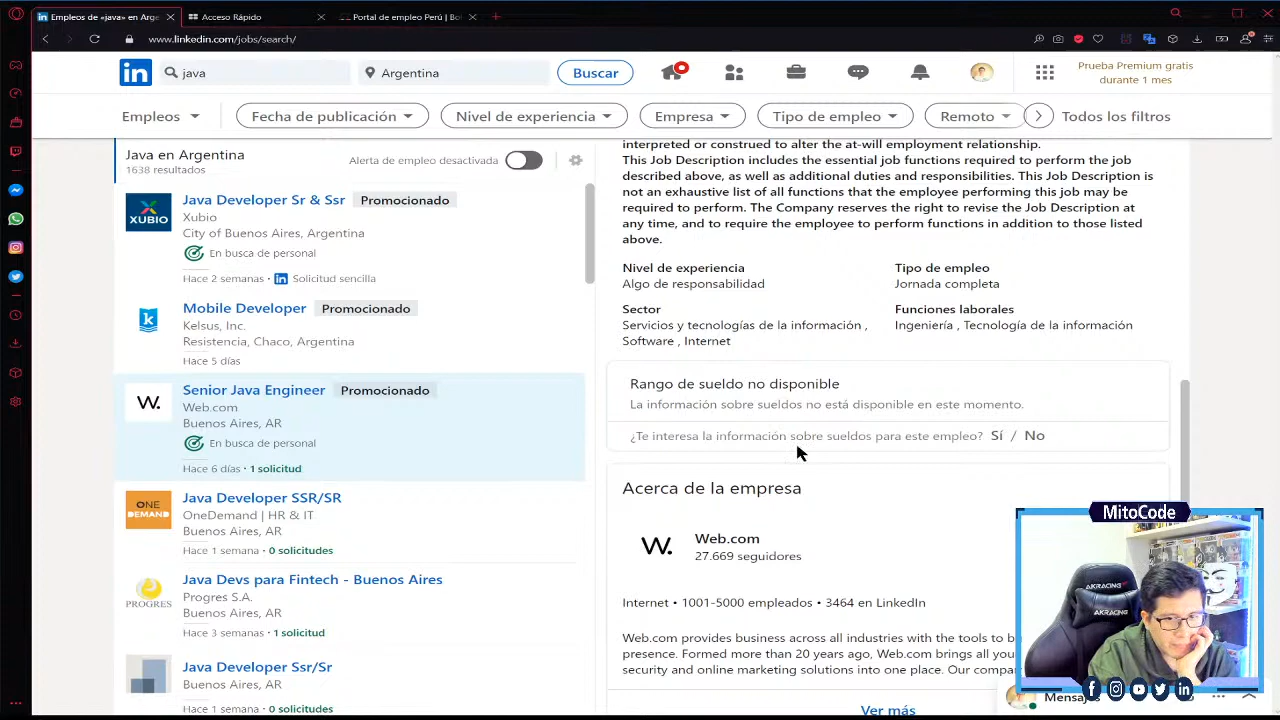 Empleos de «java» en Arge
Acceso Rápido
Portal de empleo Perú | Bol
www.linkedin.com/jobs/search/
in
java
Argentina
Buscar
Prueba Premium gratis
durante 1 mes
Empleos
Fecha de publicación
Nivel de experiencia
Empresa
Tipo de empleo
Remoto
Todos los filtros
Java en Argentina
1638 resultados
Alerta de empleo desactivada
Java Developer Sr & Ssr
Promocionado
XUBIO
Xubio
City of Buenos Aires, Argentina
En busca de personal
Hace 2 semanas • in Solicitud sencilla
Mobile Developer
Promocionado
k
Kelsus, Inc.
Resistencia, Chaco, Argentina
Hace 5 días
Senior Java Engineer
Promocionado
W.
Web.com
Buenos Aires, AR
En busca de personal
Hace 6 días • 1 solicitud
Java Developer SSR/SR
ONE
DEMAND
OneDemand | HR & IT
Buenos Aires, AR
Hace 1 semana • 0 solicitudes
Java Devs para Fintech - Buenos Aires
PROGRES
Progres S.A.
Buenos Aires, AR
Hace 3 semanas • 1 solicitud
Java Developer Ssr/Sr
Buenos Aires, AR
Hace 1 semana • 0 solicitudes
interpreted or construed to alter the at-will employment relationship.
This Job Description includes the essential job functions required to perform the job
described above, as well as additional duties and responsibilities. This Job Description is
not an exhaustive list of all functions that the employee performing this job may be
required to perform. The Company reserves the right to revise the Job Description at
any time, and to require the employee to perform functions in addition to those listed
above.
Nivel de experiencia
Algo de responsabilidad
Tipo de empleo
Jornada completa
Sector
Servicios y tecnologías de la información ,
Software , Internet
Funciones laborales
Ingeniería , Tecnología de la información
Rango de sueldo no disponible
La información sobre sueldos no está disponible en este momento.
¿Te interesa la información sobre sueldos para este empleo? Sí / No
Acerca de la empresa
W.
Web.com
27.669 seguidores
Internet • 1001-5000 empleados • 3464 en LinkedIn
Web.com provides business across all industries with the tools to b
presence. Formed more than 20 years ago, Web.com brings all you
security and online marketing solutions into one place. Our compa
Ver más
MitoCode
AKRACING
AKRACING
Mensaj